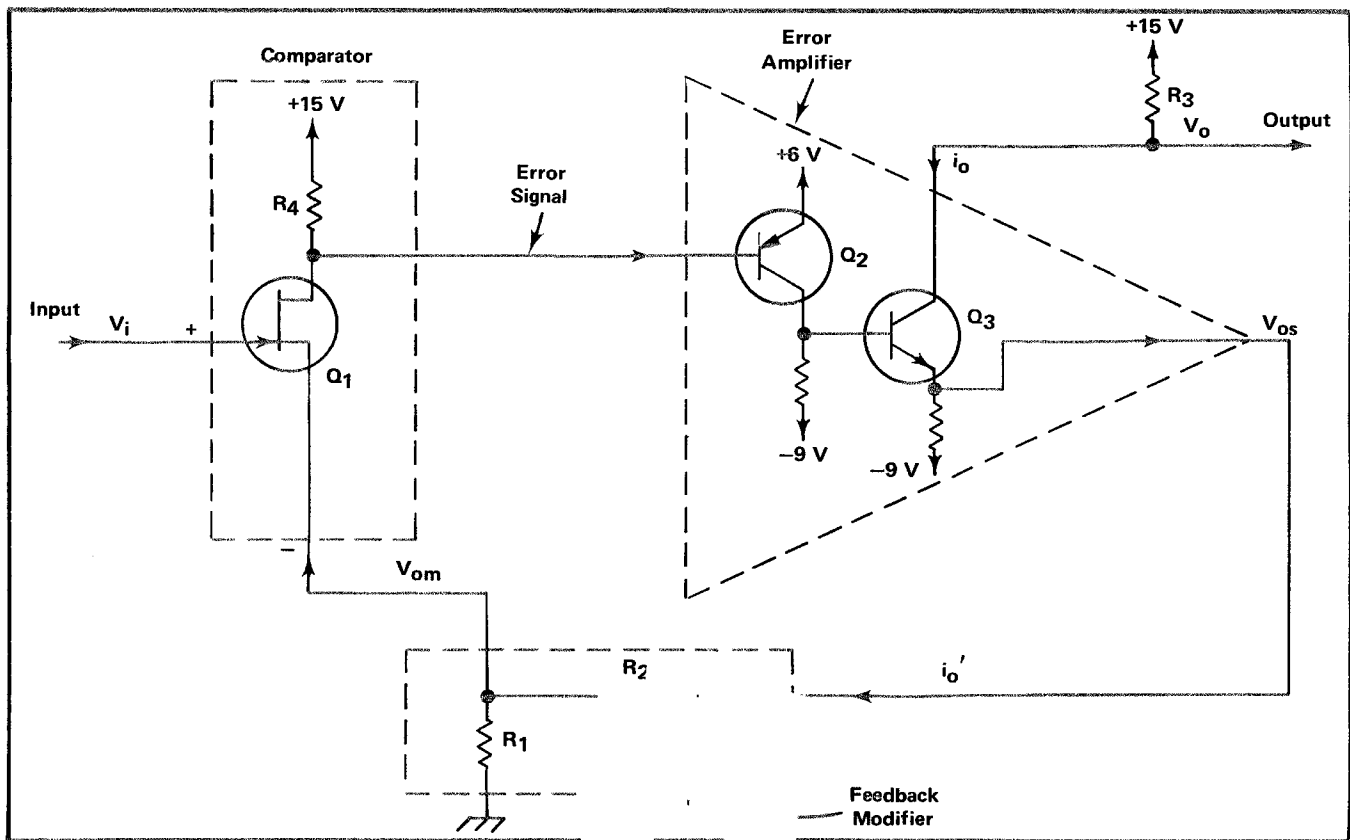 +15 V
Error
Amplifier
Comparator
+15 V
R3
Vo
Output
+6 V
io
Error
Signal
R4
Q2
Input
Vi
+
Q1
Q3
Vos
−9 V
−9 V
−
Vom
R2
io'
R1
Feedback
Modifier